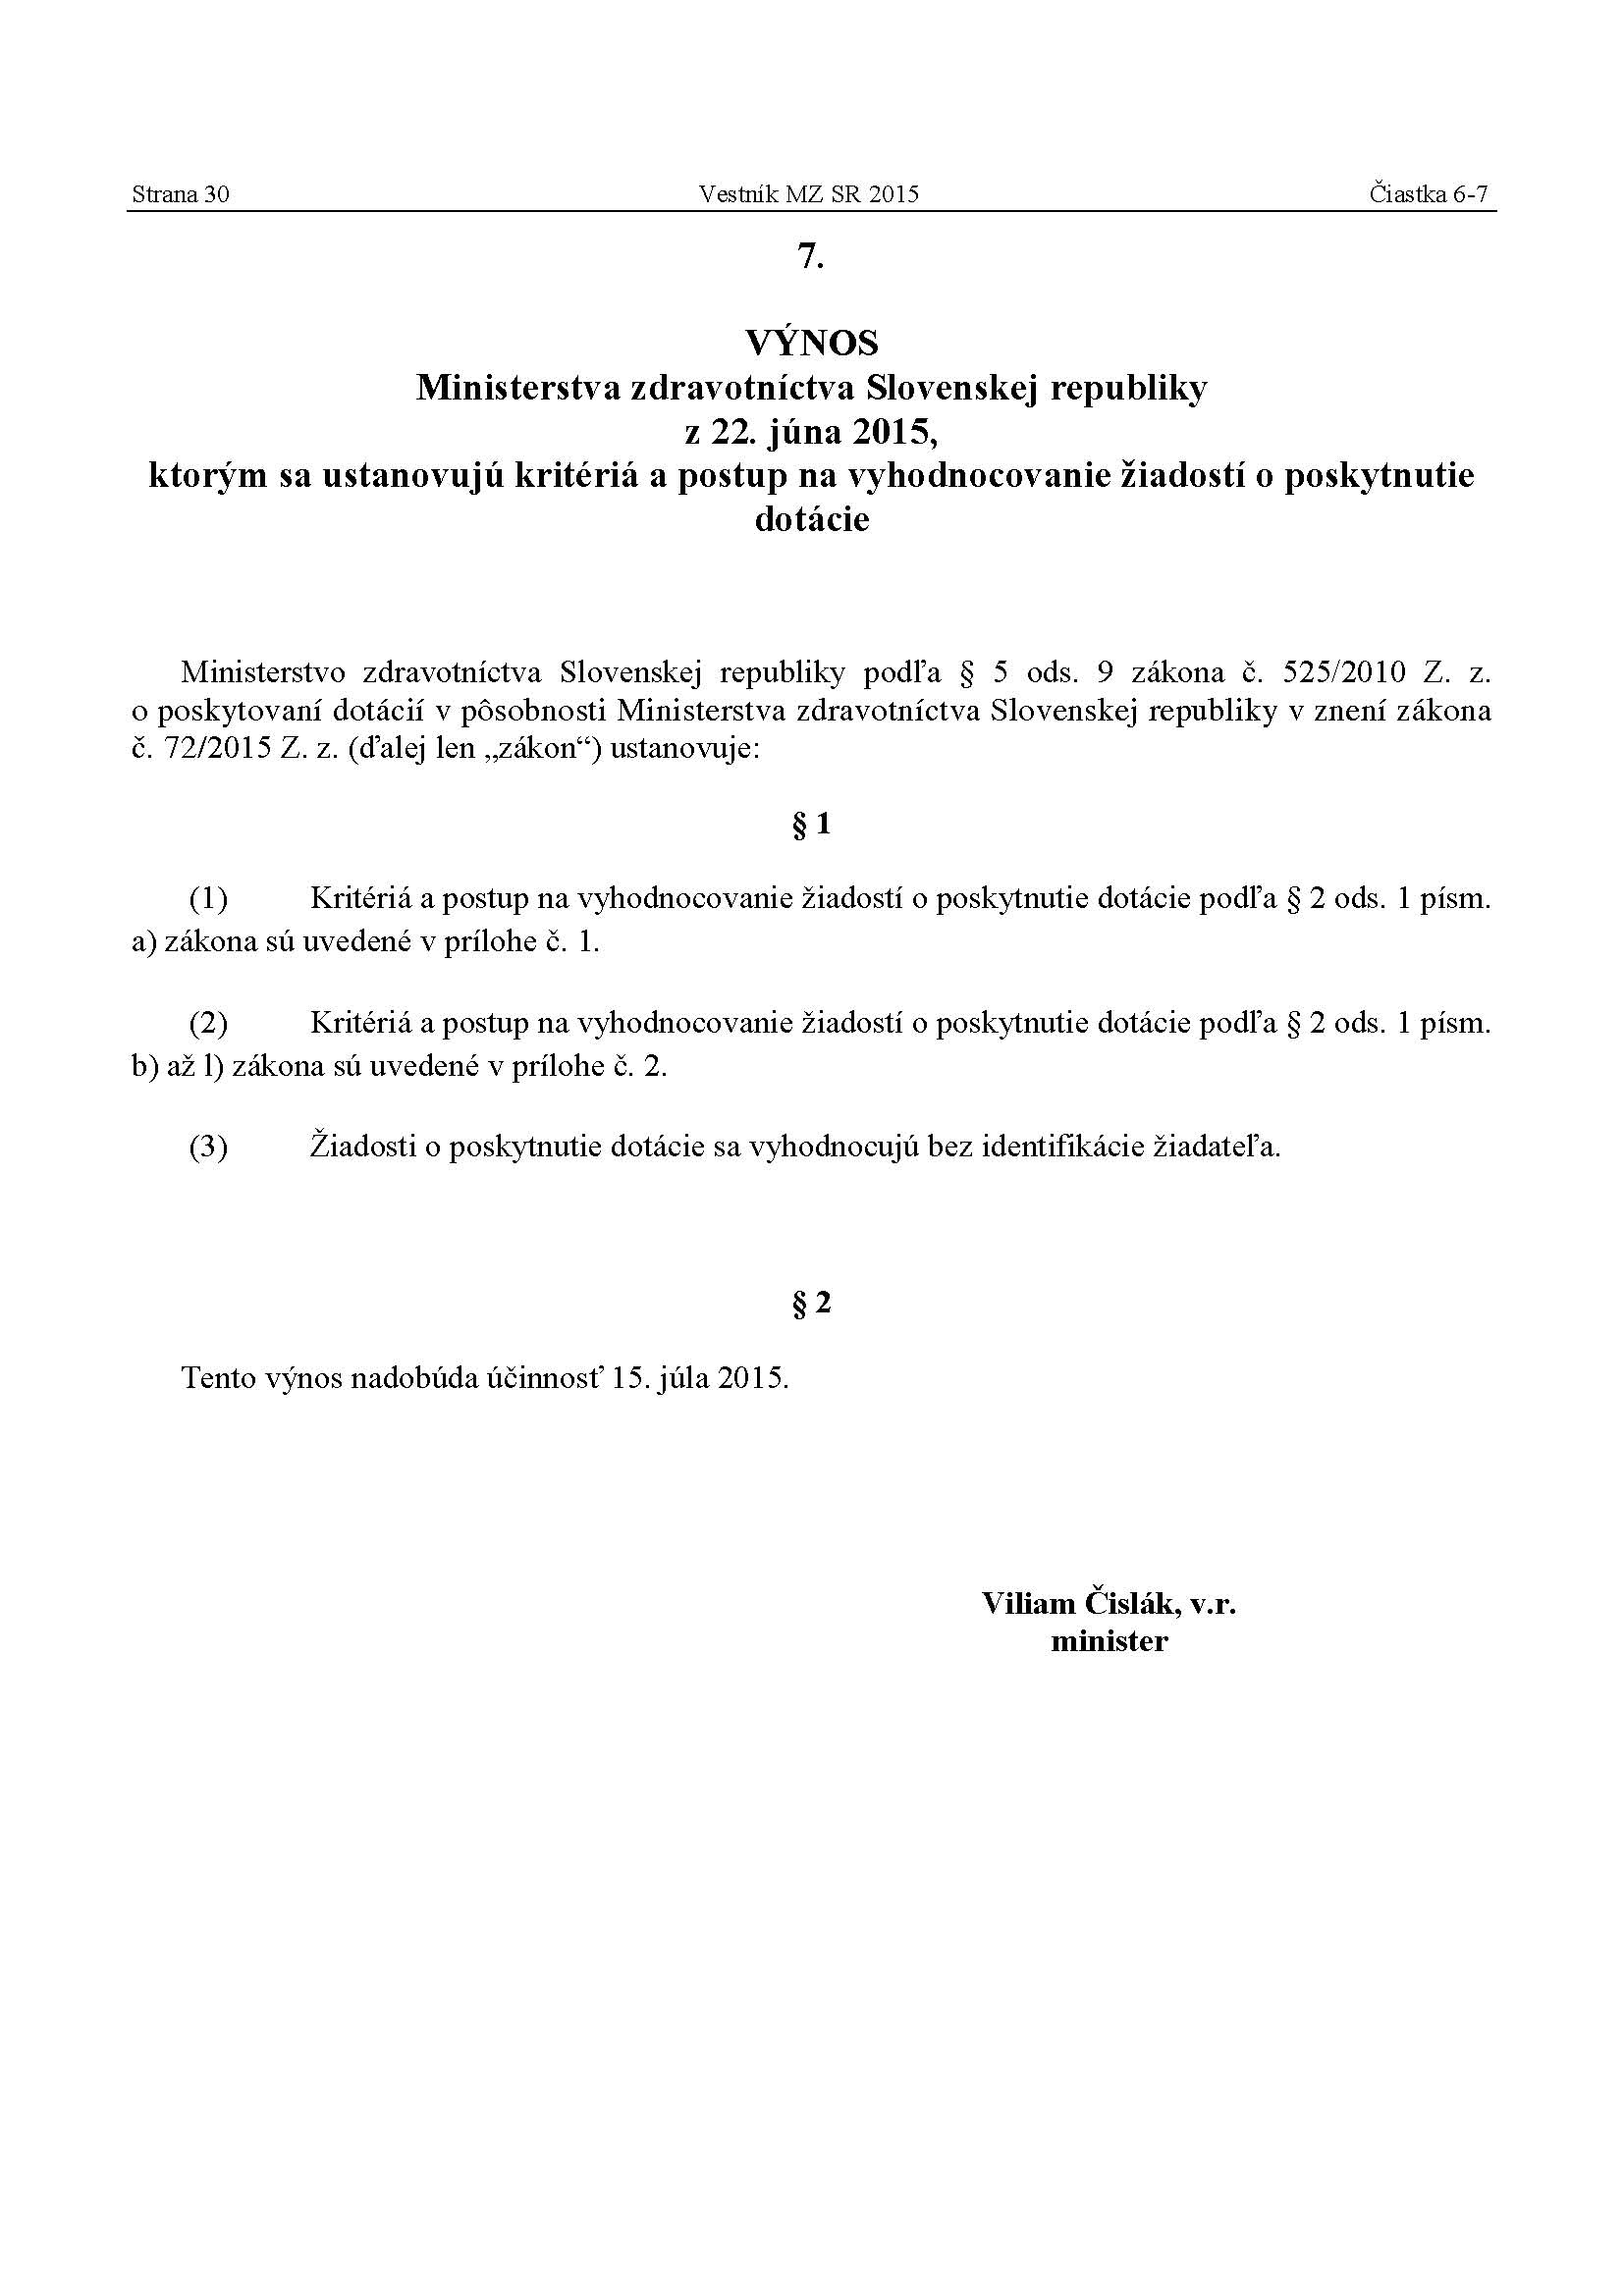 Strana 30 Vestník MZ SR 2015 Čiastka 6-7
7.
VÝNOS
Ministerstva zdravotníctva Slovenskej republiky
z 22. júna 2015,
ktorým sa ustanovujú kritériá a postup na vyhodnocovanie žiadostí o poskytnutie
dotácie
Ministerstvo zdravotníctva Slovenskej republiky podľa § 5 ods. 9 zákona č. 525/2010 Z. z.
o poskytovaní dotácií v pôsobnosti Ministerstva zdravotníctva Slovenskej republiky v znení zákona
č. 72/2015 Z. z. (ďalej len „zákon“) ustanovuje:
§ 1
(1) Kritériá a postup na vyhodnocovanie žiadostí o poskytnutie dotácie podľa § 2 ods. 1 písm.
a) zákona sú uvedené v prílohe č. 1.
(2) Kritériá a postup na vyhodnocovanie žiadostí o poskytnutie dotácie podľa § 2 ods. 1 písm.
b) až l) zákona sú uvedené v prílohe č. 2.
(3) Žiadosti o poskytnutie dotácie sa vyhodnocujú bez identifikácie žiadateľa.
§ 2
Tento výnos nadobúda účinnosť 15. júla 2015.
Viliam Čislák, v.r.
minister